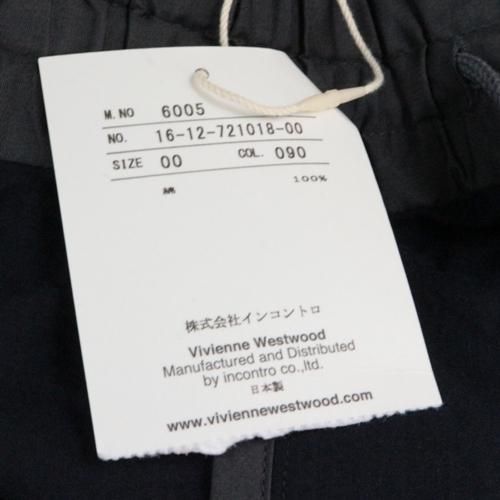 M.NO 6005
NO. 16-12-721018-00
SIZE 00 COL. 090
綿 100%
株式会社インコントロ
Vivienne Westwood
Manufactured and Distributed
by incontro co.,ltd.
日本製
www.viviennewestwood.com